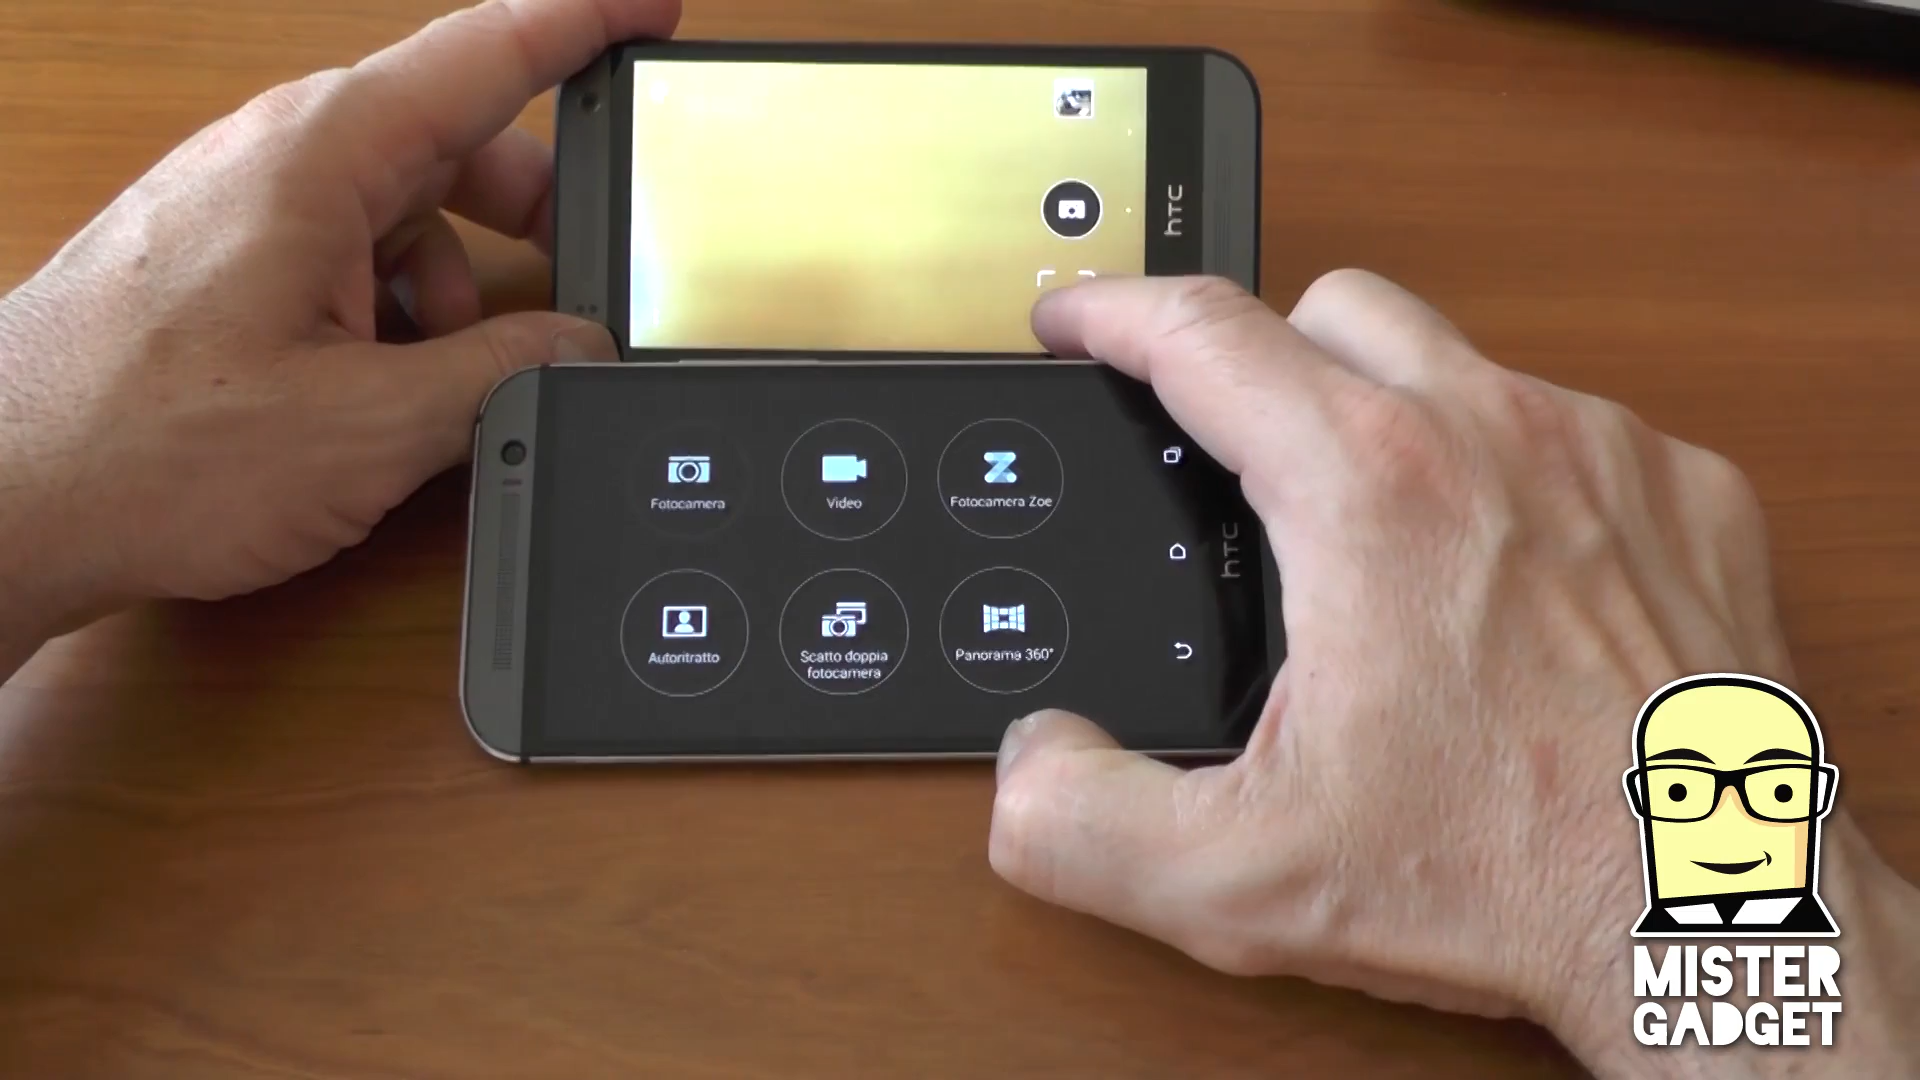 hTC
Fotocamera
Video
Fotocamera Zoe
Autoritratto
Scatto doppia
fotocamera
Panorama 360°
hTC
MISTER
GADGET